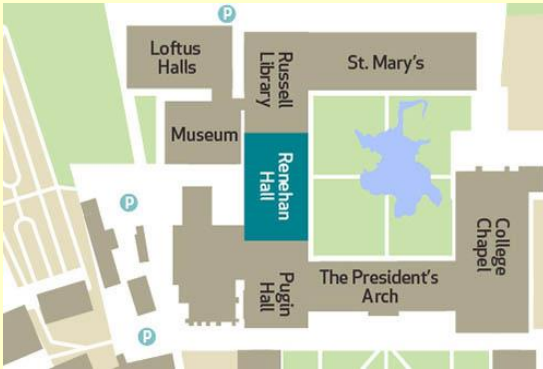 P
Loftus
Halls
Russell
Library
St. Mary's
Museum
Renehan
Hall
P
College
Chapel
Pugin
Hall
The President's
Arch
P